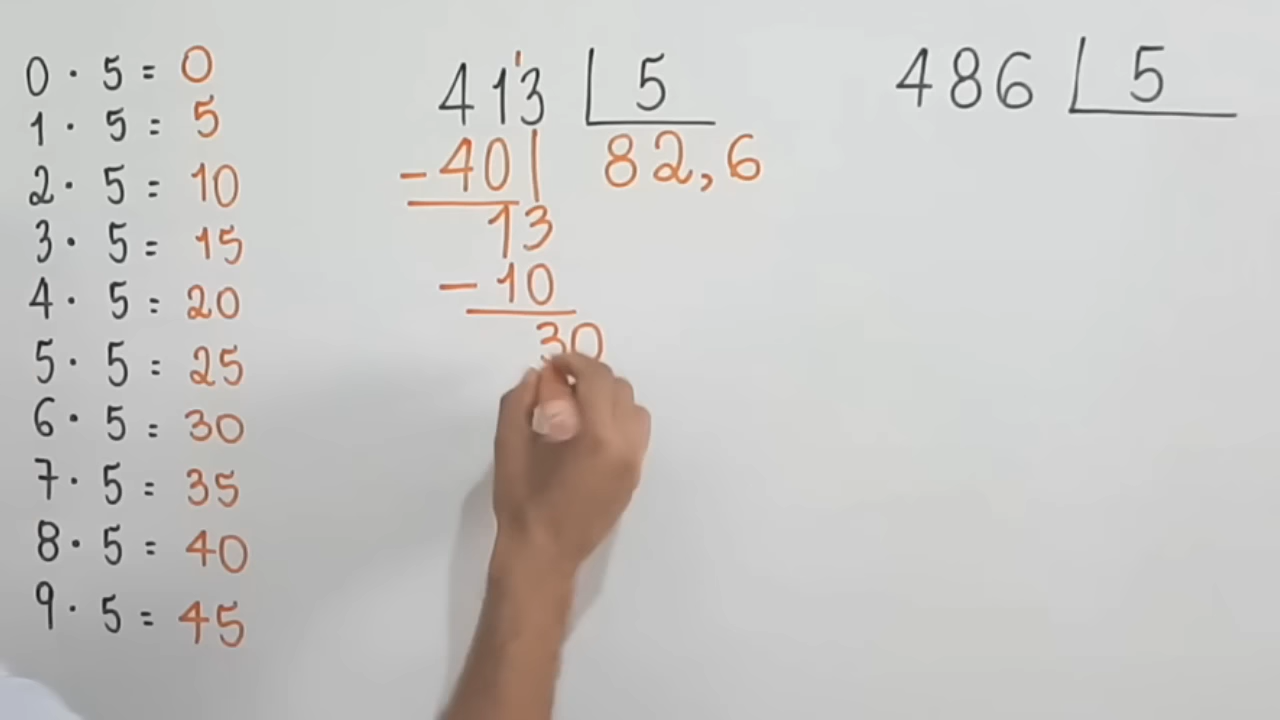 0 · 5 = 0
1 · 5 = 5
2 · 5 = 10
3 · 5 = 15
4 · 5 = 20
5 · 5 = 25
6 · 5 = 30
7 · 5 = 35
8 · 5 = 40
9 · 5 = 45
413 5
- 40 82,6
13
- 10
30
486 5